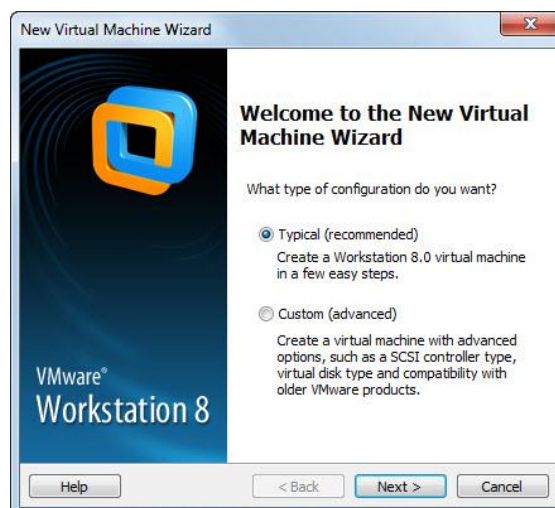 New Virtual Machine Wizard
Welcome to the New Virtual
Machine Wizard
What type of configuration do you want?
Typical (recommended)
Create a Workstation 8.0 virtual machine
in a few easy steps.
Custom (advanced)
Create a virtual machine with advanced
options, such as a SCSI controller type,
virtual disk type and compatibility with
older VMware products.
VMware®
Workstation 8
Help
< Back
Next >
Cancel